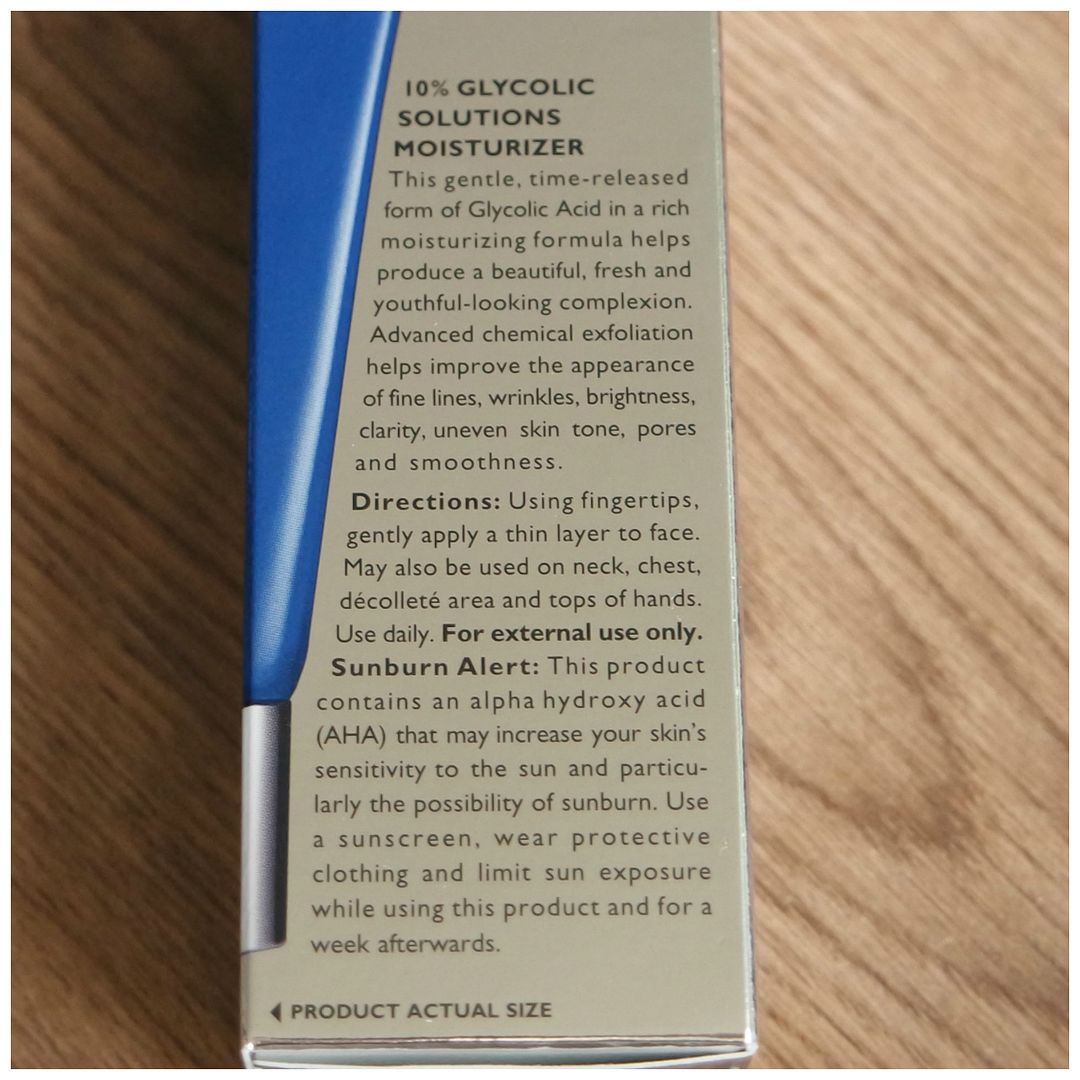 10% GLYCOLIC
SOLUTIONS
MOISTURIZER
This gentle, time-released
form of Glycolic Acid in a rich
moisturizing formula helps
produce a beautiful, fresh and
youthful-looking complexion.
Advanced chemical exfoliation
helps improve the appearance
of fine lines, wrinkles, brightness,
clarity, uneven skin tone, pores
and smoothness.
Directions: Using fingertips,
gently apply a thin layer to face.
May also be used on neck, chest,
décolleté area and tops of hands.
Use daily. For external use only.
Sunburn Alert: This product
contains an alpha hydroxy acid
(AHA) that may increase your skin's
sensitivity to the sun and particu-
larly the possibility of sunburn. Use
a sunscreen, wear protective
clothing and limit sun exposure
while using this product and for a
week afterwards.
PRODUCT ACTUAL SIZE